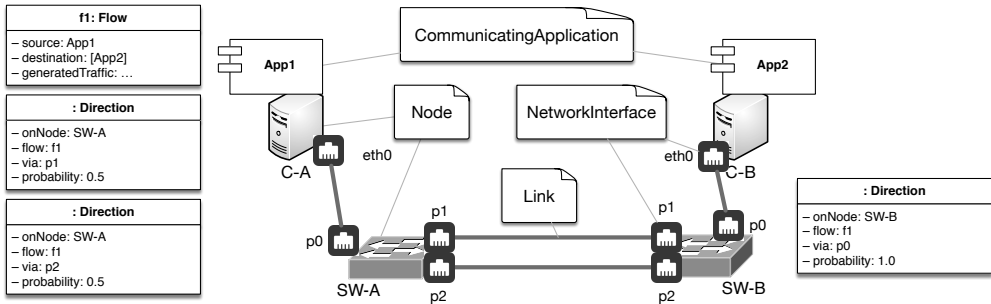 f1: Flow
– source: App1
– destination: [App2]
– generatedTraffic: …
: Direction
– onNode: SW-A
– flow: f1
– via: p1
– probability: 0.5
: Direction
– onNode: SW-A
– flow: f1
– via: p2
– probability: 0.5
CommunicatingApplication
App1
App2
Node
NetworkInterface
eth0
eth0
C-A
C-B
Link
p0
p1
p1
p0
SW-A
p2
p2
SW-B
: Direction
– onNode: SW-B
– flow: f1
– via: p0
– probability: 1.0